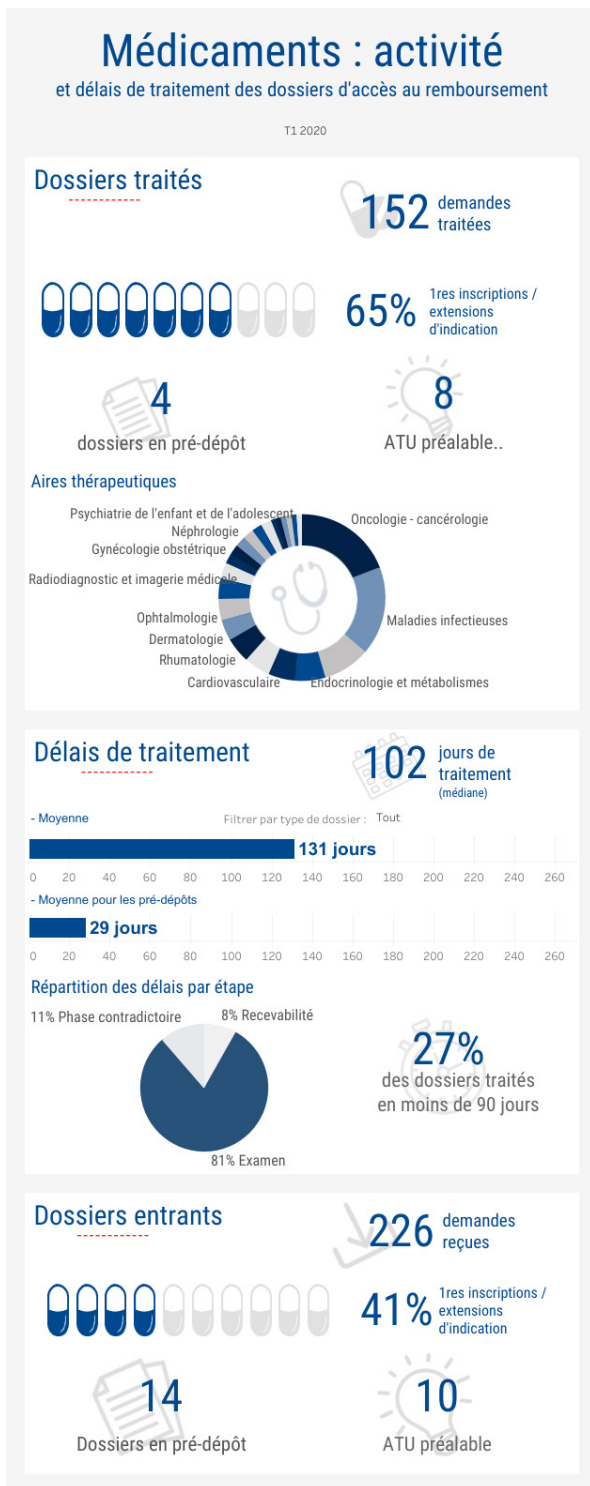 Médicaments : activité
et délais de traitement des dossiers d'accès au remboursement
T1 2020
Dossiers traités
152 demandes
traitées
65% 1res inscriptions /
extensions
d'indication
4
dossiers en pré-dépôt
8
ATU préalable..
Aires thérapeutiques
Psychiatrie de l'enfant et de l'adolescent
Oncologie - cancérologie
Néphrologie
Gynécologie obstétrique
Radiodiagnostic et imagerie médicale
Ophtalmologie
Maladies infectieuses
Dermatologie
Rhumatologie
Cardiovasculaire
Endocrinologie et métabolismes
Délais de traitement
102 jours de
traitement
(médiane)
- Moyenne
Filtrer par type de dossier : Tout
131 jours
0 20 40 60 80 100 120 140 160 180 200 220 240 260
- Moyenne pour les pré-dépôts
29 jours
0 20 40 60 80 100 120 140 160 180 200 220 240 260
Répartition des délais par étape
11% Phase contradictoire
8% Recevabilité
81% Examen
27%
des dossiers traités
en moins de 90 jours
Dossiers entrants
226 demandes
reçues
41% 1res inscriptions /
extensions
d'indication
14
Dossiers en pré-dépôt
10
ATU préalable